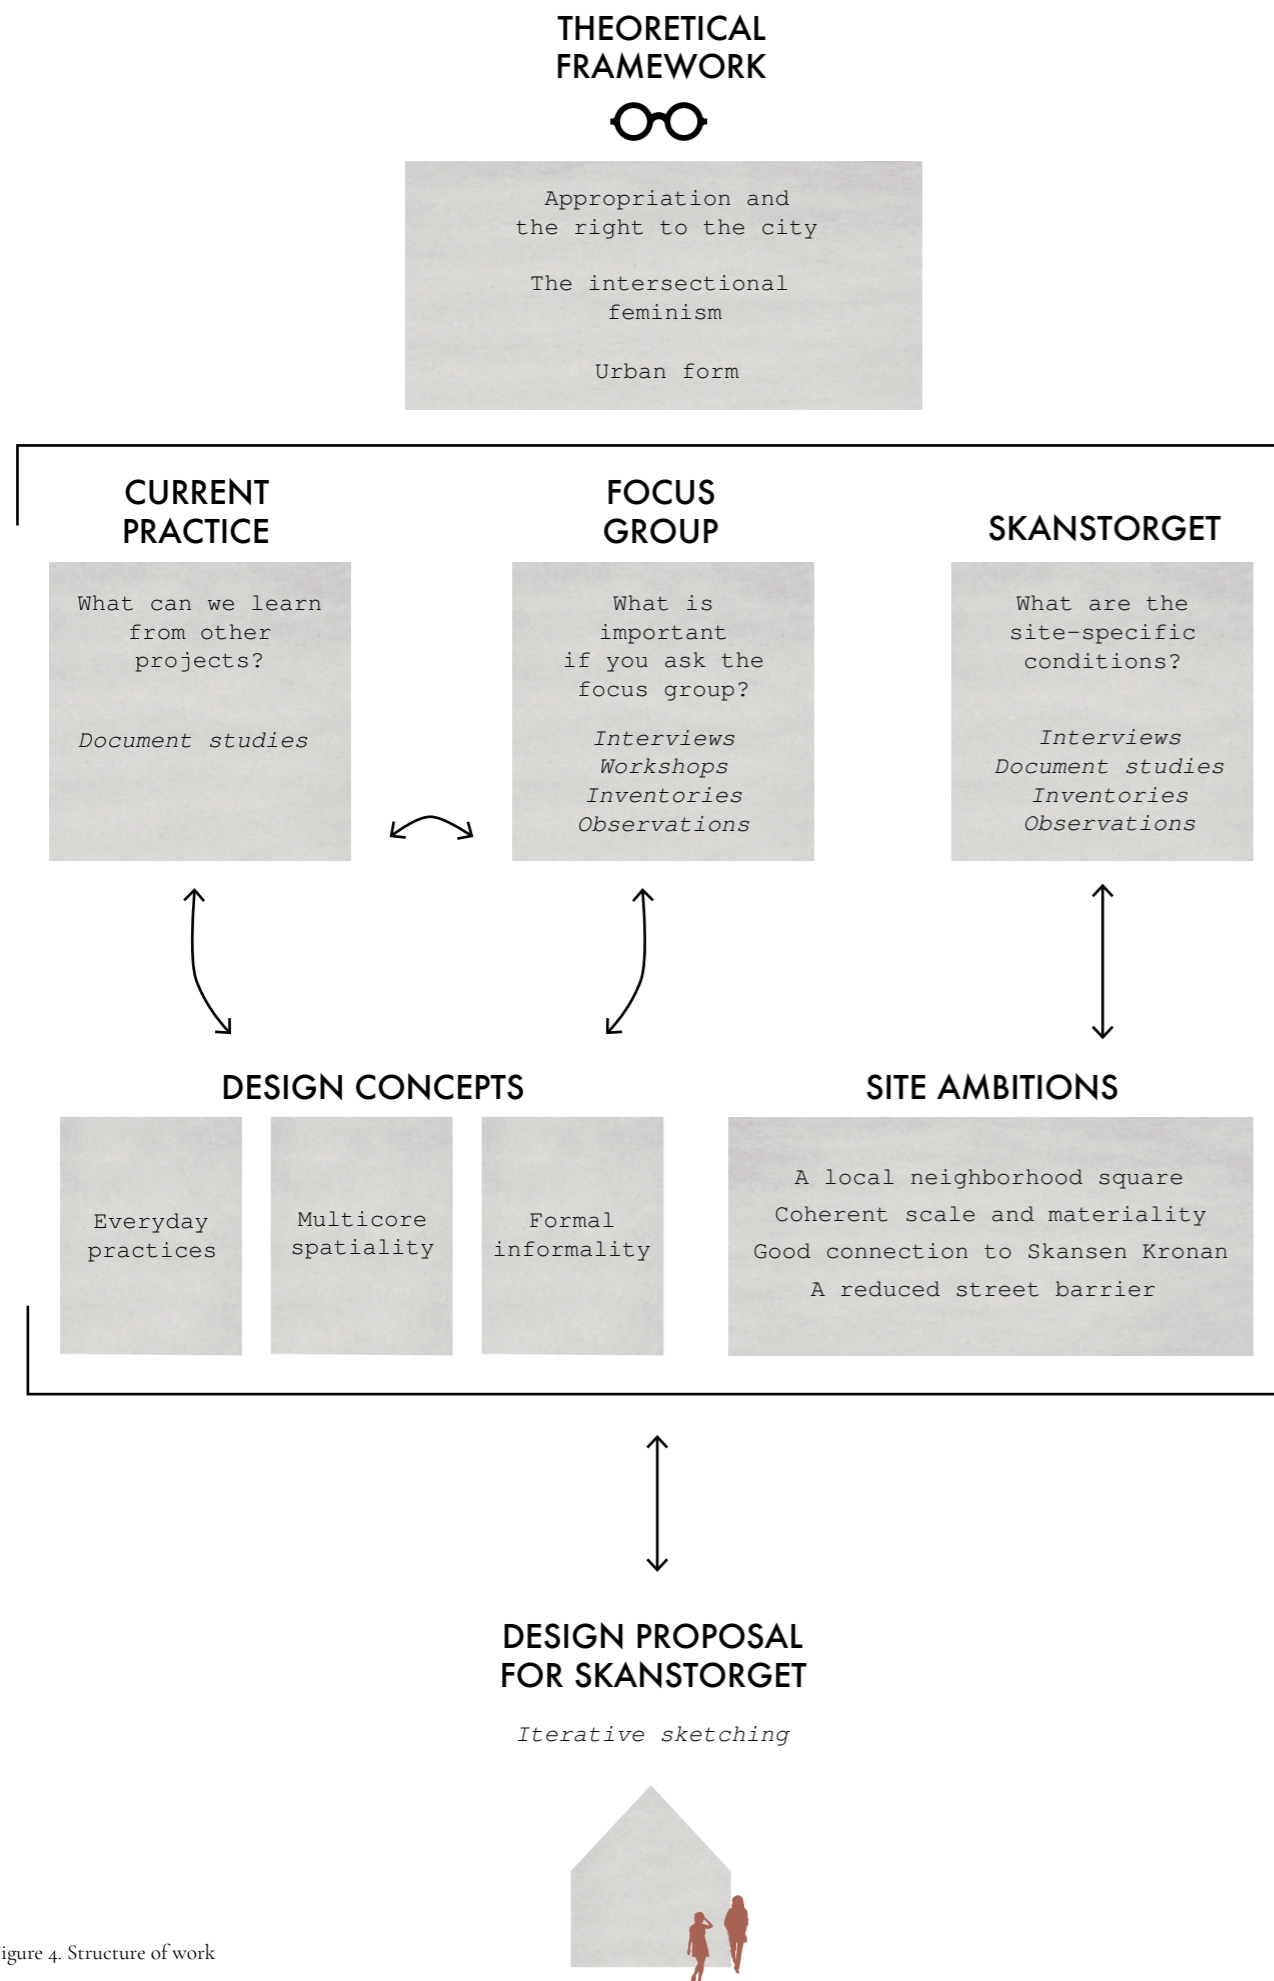 THEORETICAL
FRAMEWORK
Appropriation and
the right to the city
The intersectional
feminism
Urban form
CURRENT
PRACTICE
What can we learn
from other
projects?
Document studies
FOCUS
GROUP
What is
important
if you ask the
focus group?
Interviews
Workshops
Inventories
Observations
SKANSTORGET
What are the
site-specific
conditions?
Interviews
Document studies
Inventories
Observations
DESIGN CONCEPTS
Everyday
practices
Multicore
spatiality
Formal
informality
SITE AMBITIONS
A local neighborhood square
Coherent scale and materiality
Good connection to Skansen Kronan
A reduced street barrier
DESIGN PROPOSAL
FOR SKANSTORGET
Iterative sketching
igure 4. Structure of work